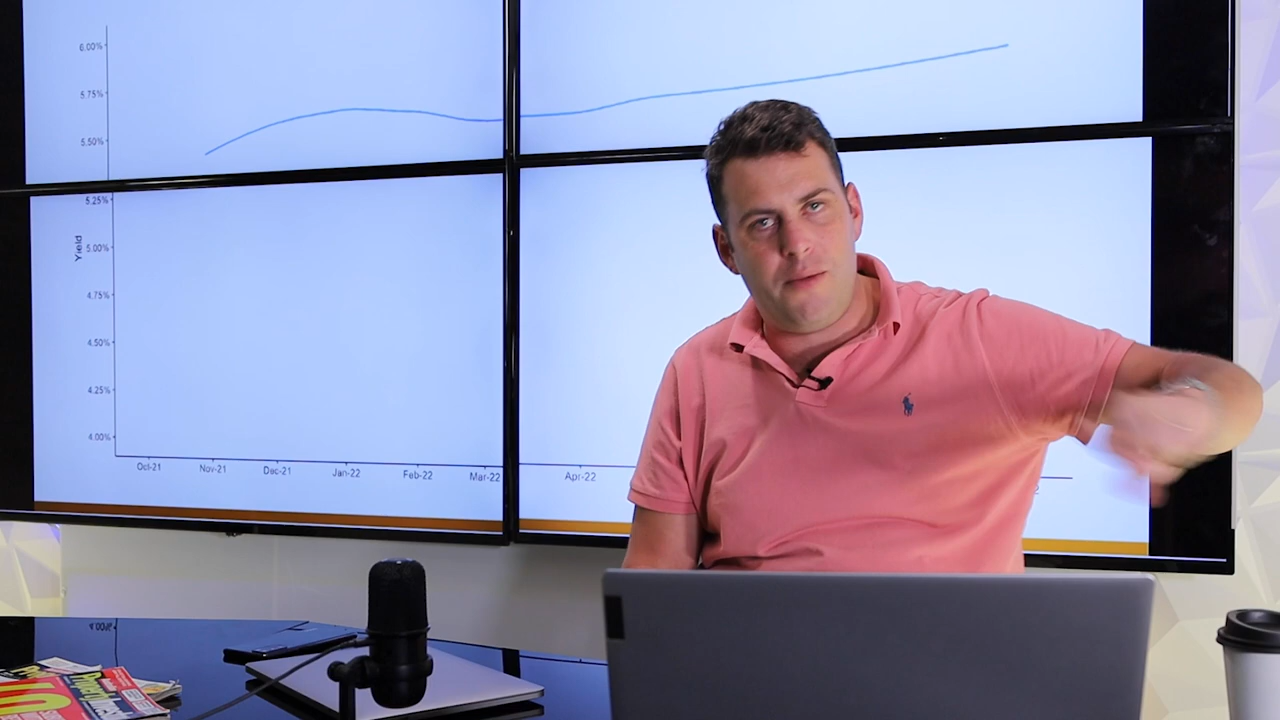 6.00%
5.75%
5.50%
5.25%
5.00%
4.75%
4.50%
4.25%
4.00%
Yield
Oct-21
Nov-21
Dec-21
Jan-22
Feb-22
Mar-22
Apr-22
10